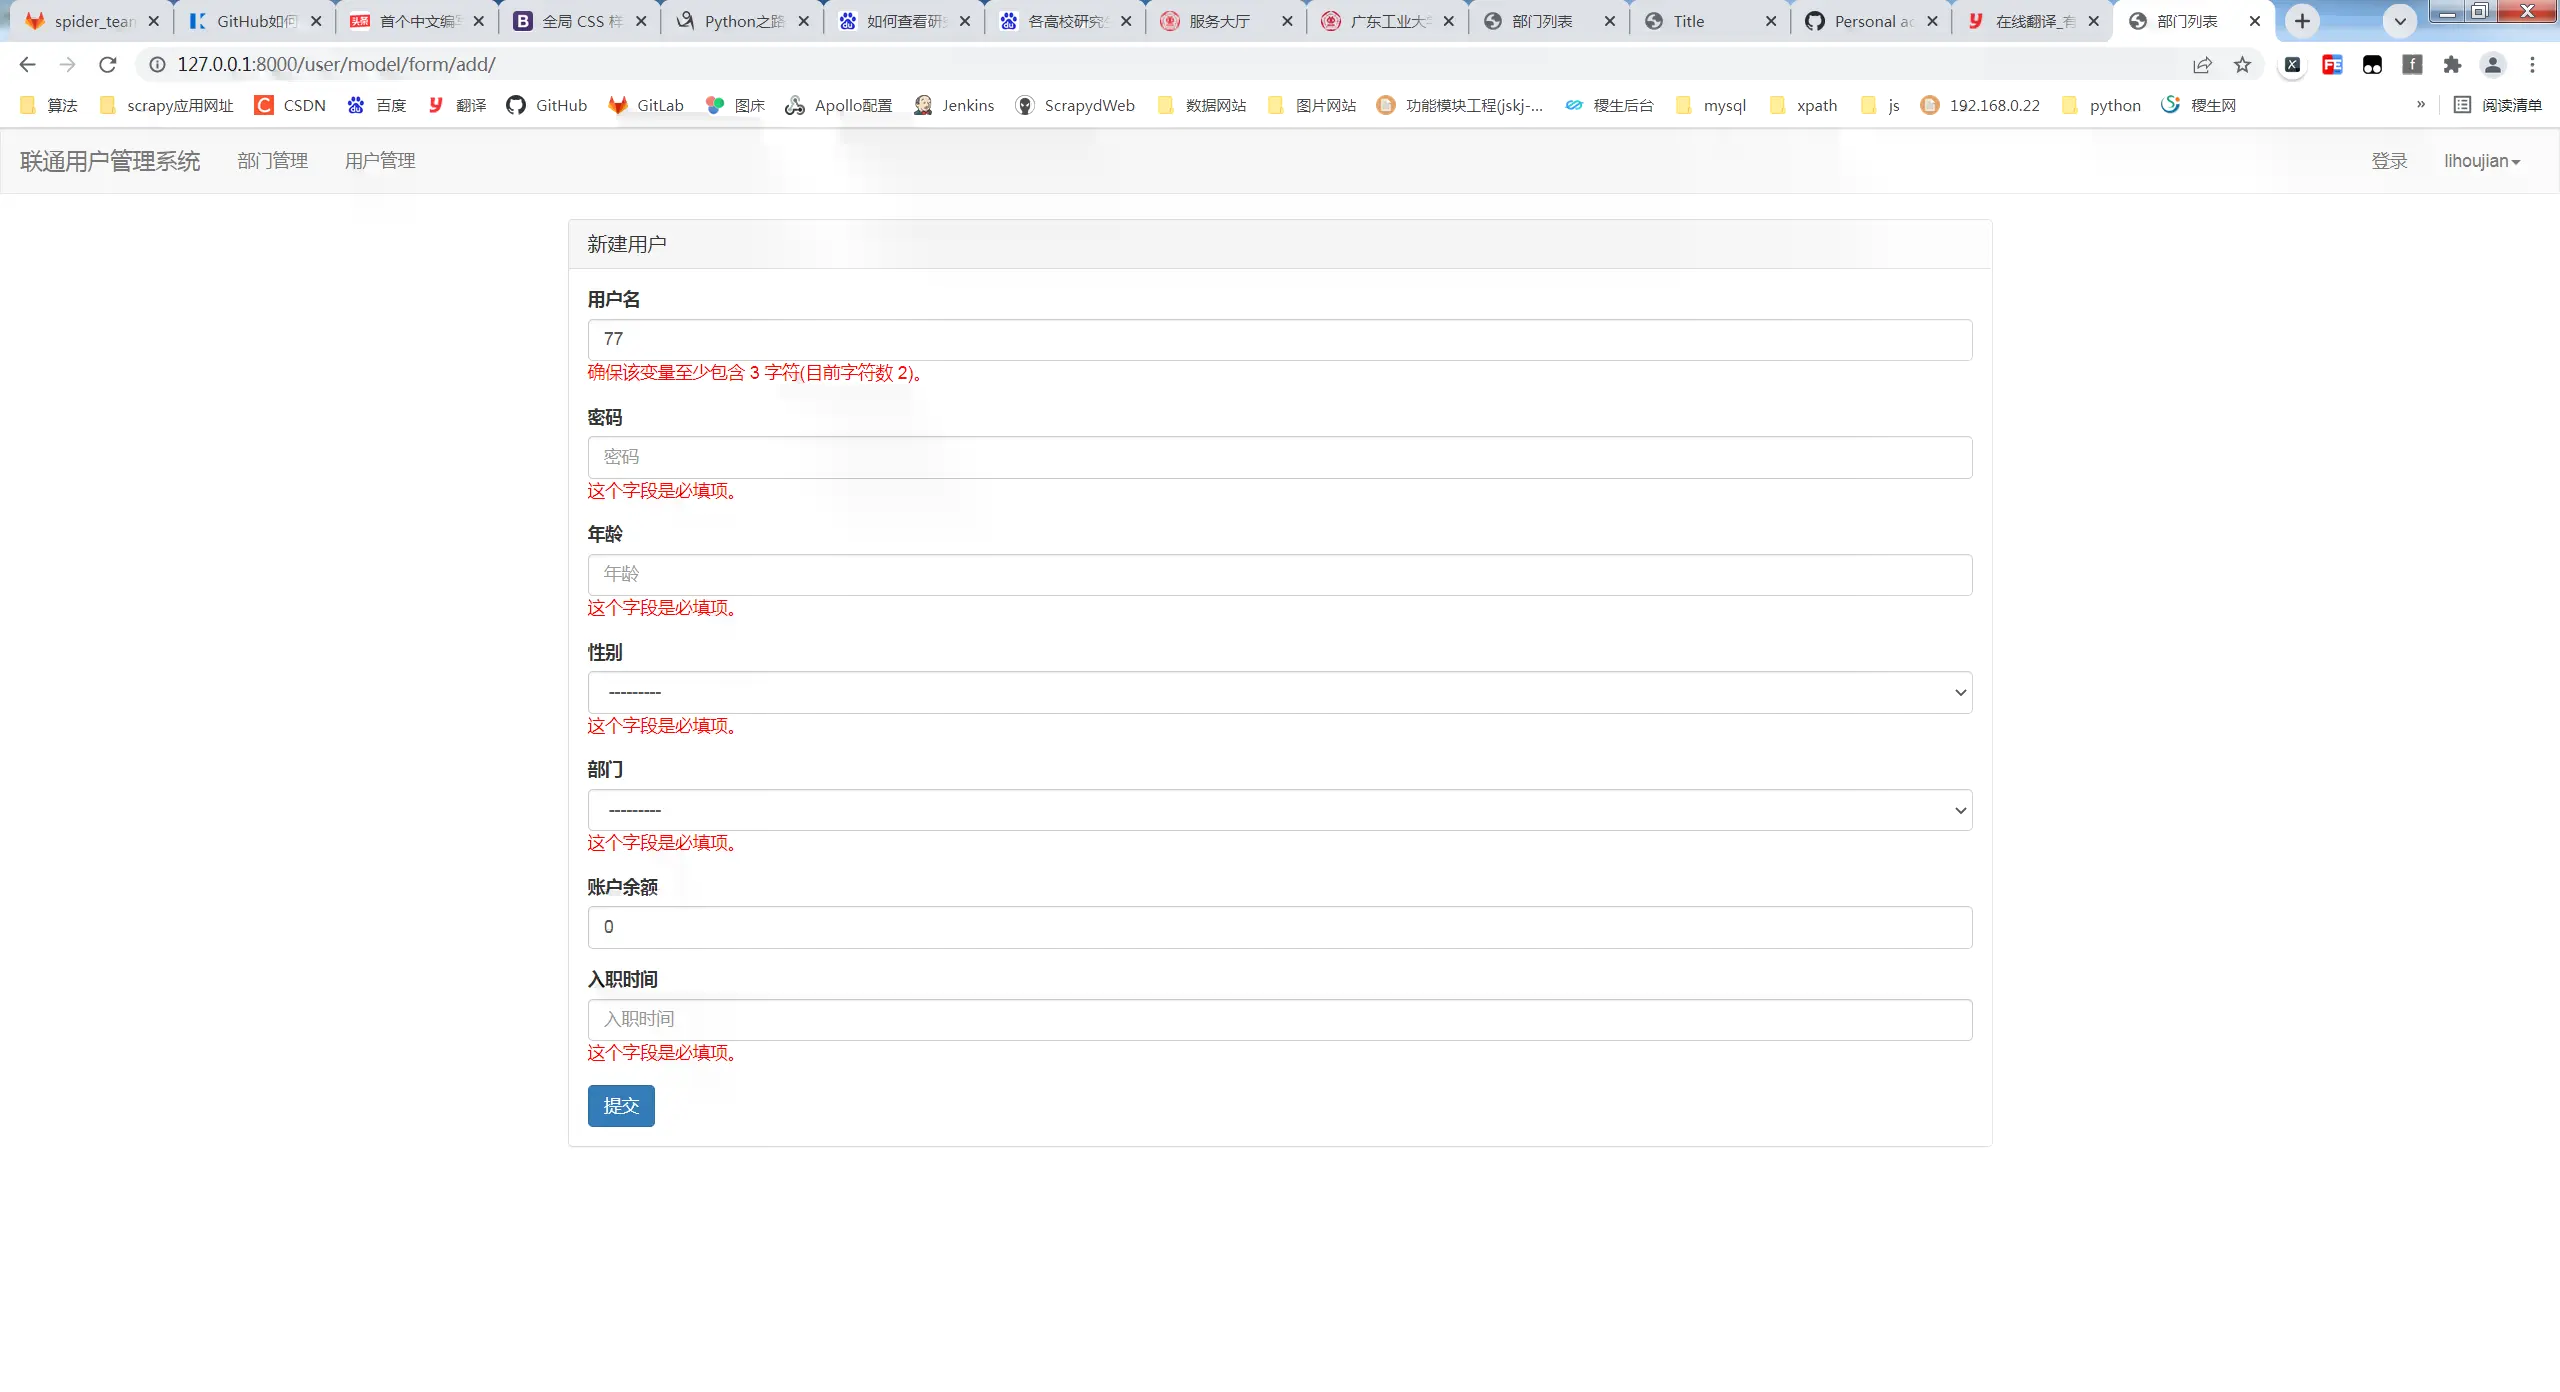 spider_tean GitHub如何 首个中文编写 全局 CSS 样 Python之路 如何查看研究 各高校研究生 服务大厅 广东工业大学 部门列表 Title Personal ac 在线翻译_有 部门列表
127.0.0.1:8000/user/model/form/add/
算法 scrapy应用网址 CSDN 百度 翻译 GitHub GitLab 图床 Apollo配置 Jenkins ScrapydWeb 数据网站 图片网站 功能模块工程(jskj-... 稷生后台 mysql xpath js 192.168.0.22 python 稷生网 » 阅读清单
联通用户管理系统 部门管理 用户管理 登录 lihoujian
新建用户
用户名
77
确保该变量至少包含 3 字符(目前字符数 2)。
密码
密码
这个字段是必填项。
年龄
年龄
这个字段是必填项。
性别
---------
这个字段是必填项。
部门
---------
这个字段是必填项。
账户余额
0
入职时间
入职时间
这个字段是必填项。
提交